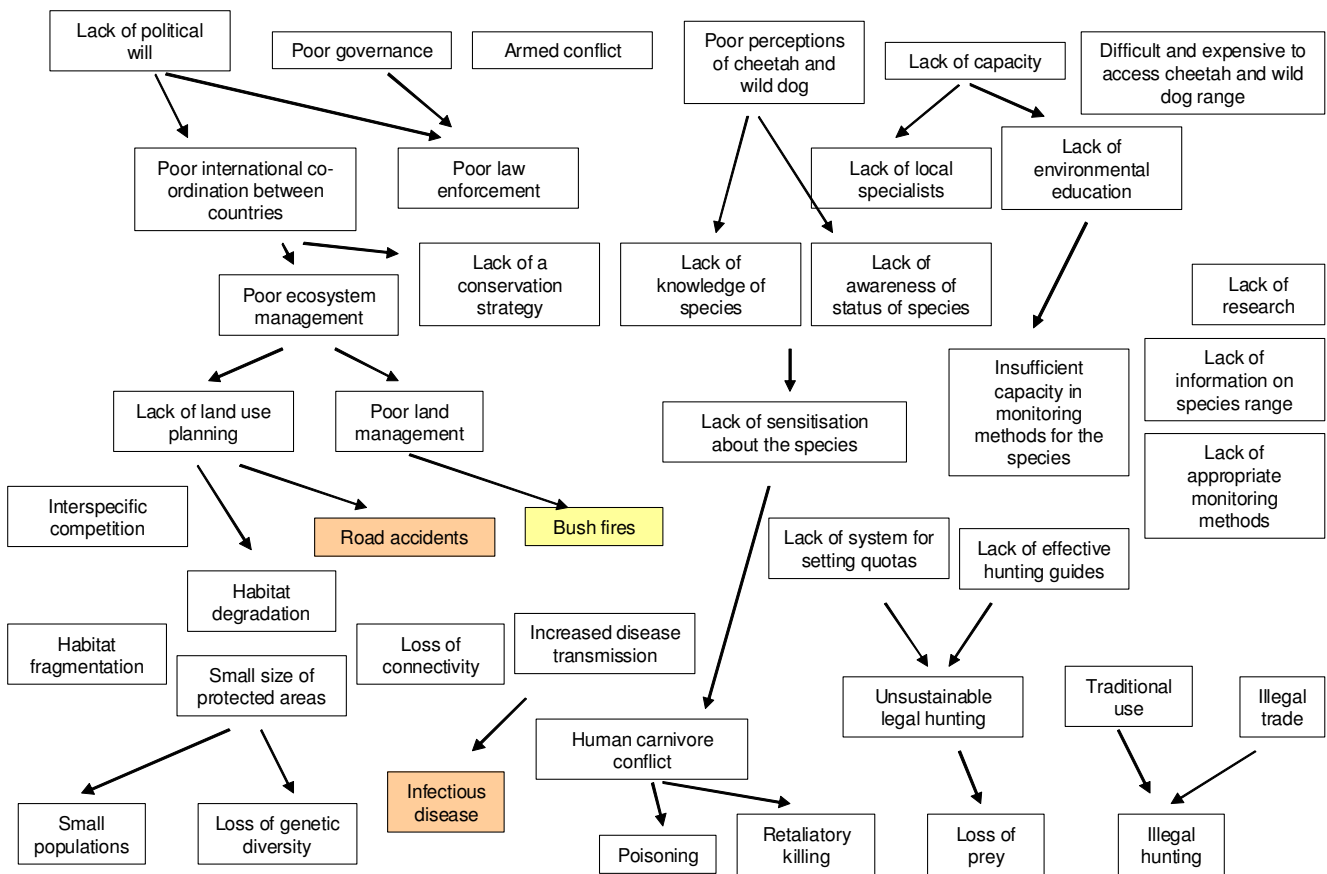 Lack of political
will
Poor governance
Armed conflict
Poor perceptions
of cheetah and
wild dog
Lack of capacity
Difficult and expensive to
access cheetah and wild
dog range
Poor international co-
ordination between
countries
Poor law
enforcement
Lack of local
specialists
Lack of
environmental
education
Poor ecosystem
management
Lack of a
conservation
strategy
Lack of
knowledge of
species
Lack of
awareness of
status of species
Lack of
research
Lack of land use
planning
Poor land
management
Lack of sensitisation
about the species
Insufficient
capacity in
monitoring
methods for the
species
Lack of
information on
species range
Lack of
appropriate
monitoring
methods
Interspecific
competition
Road accidents
Bush fires
Lack of system for
setting quotas
Lack of effective
hunting guides
Habitat
degradation
Habitat
fragmentation
Small size of
protected areas
Loss of
connectivity
Increased disease
transmission
Unsustainable
legal hunting
Traditional
use
Illegal
trade
Human carnivore
conflict
Infectious
disease
Small
populations
Loss of genetic
diversity
Poisoning
Retaliatory
killing
Loss of
prey
Illegal
hunting